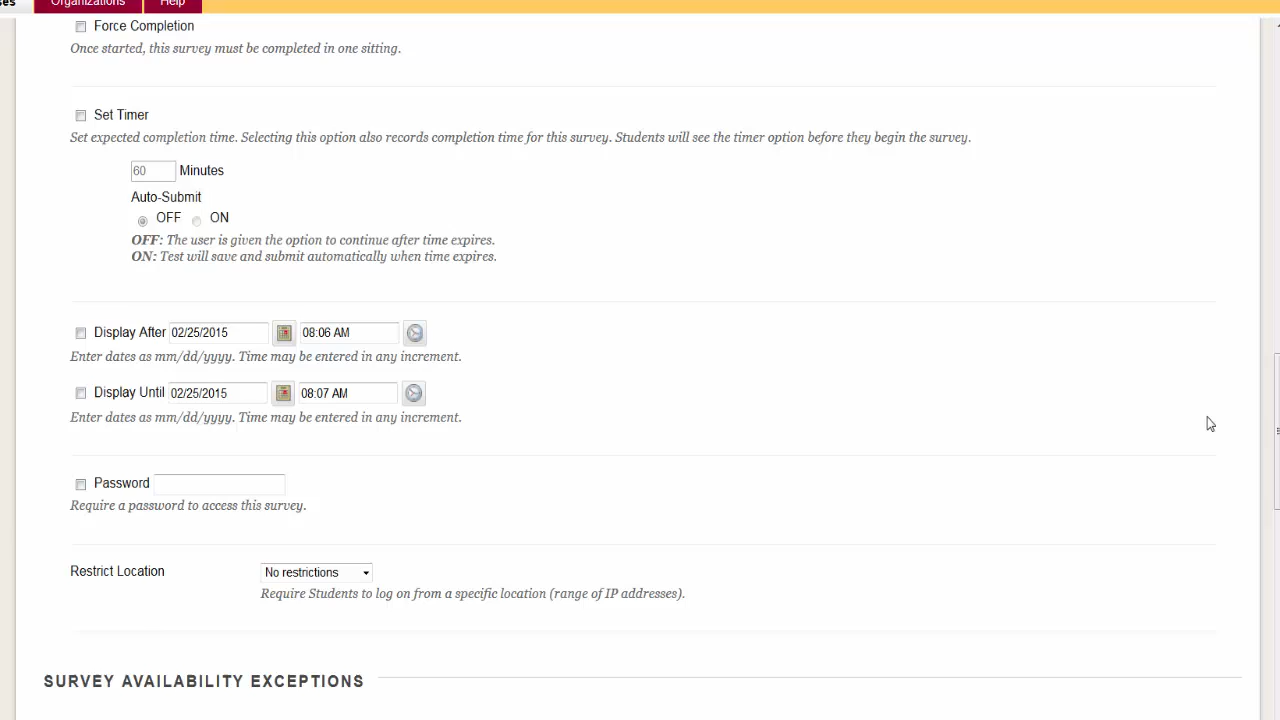 ses Organizations Help
Force Completion
Once started, this survey must be completed in one sitting.
Set Timer
Set expected completion time. Selecting this option also records completion time for this survey. Students will see the timer option before they begin the survey.
60 Minutes
Auto-Submit
OFF ON
OFF: The user is given the option to continue after time expires.
ON: Test will save and submit automatically when time expires.
Display After 02/25/2015 08:06 AM
Enter dates as mm/dd/yyyy. Time may be entered in any increment.
Display Until 02/25/2015 08:07 AM
Enter dates as mm/dd/yyyy. Time may be entered in any increment.
Password
Require a password to access this survey.
Restrict Location No restrictions
Require Students to log on from a specific location (range of IP addresses).
SURVEY AVAILABILITY EXCEPTIONS